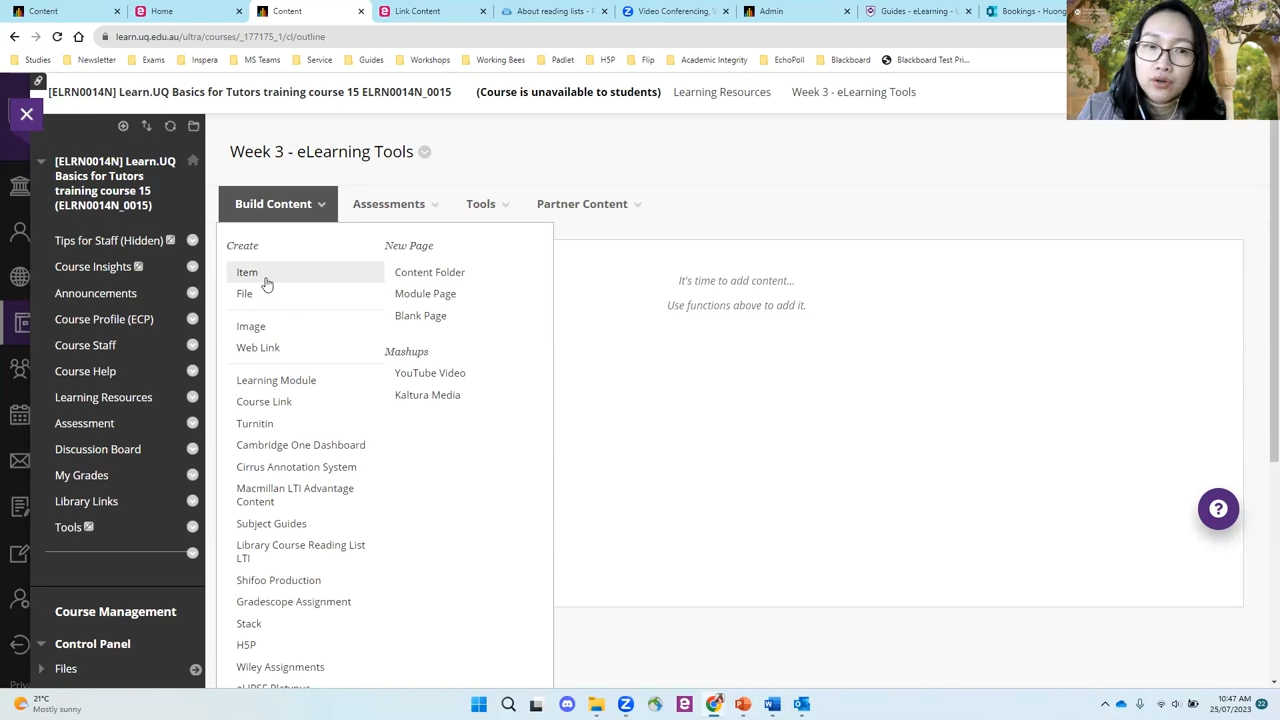 Content
Home
Content
Link Content
About reading lists - F
Video Conferencing, V
Admin
Guides - eLearning -
Bookings - Huong
learn.uq.edu.au/ultra/courses/_177175_1/cl/outline
Studies
Newsletter
Exams
Inspera
MS Teams
Service
Guides
Workshops
Working Bees
Padlet
H5P
Flip
Academic Integrity
EchoPoll
Blackboard
Blackboard Test Pri...
[ELRN0014N] Learn.UQ Basics for Tutors training course 15 ELRN0014N_0015
(Course is unavailable to students)
Learning Resources
Week 3 - eLearning Tools
[ELRN0014N] Learn.UQ
Basics for Tutors
training course 15
(ELRN0014N_0015)
Tips for Staff (Hidden)
Course Insights
Announcements
Course Profile (ECP)
Course Staff
Course Help
Learning Resources
Assessment
Discussion Board
My Grades
Library Links
Tools
Course Management
Control Panel
Files
Priv
Week 3 - eLearning Tools
Build Content
Assessments
Tools
Partner Content
Create
Item
File
Image
Web Link
Learning Module
Course Link
Turnitin
Cambridge One Dashboard
Cirrus Annotation System
Macmillan LTI Advantage
Content
Subject Guides
Library Course Reading List
LTI
Shifoo Production
Gradescope Assignment
Stack
H5P
Wiley Assignments
New Page
Content Folder
Module Page
Blank Page
Mashups
YouTube Video
Kaltura Media
It's time to add content...
Use functions above to add it.
21°C
Mostly sunny
10:47 AM
25/07/2023
22